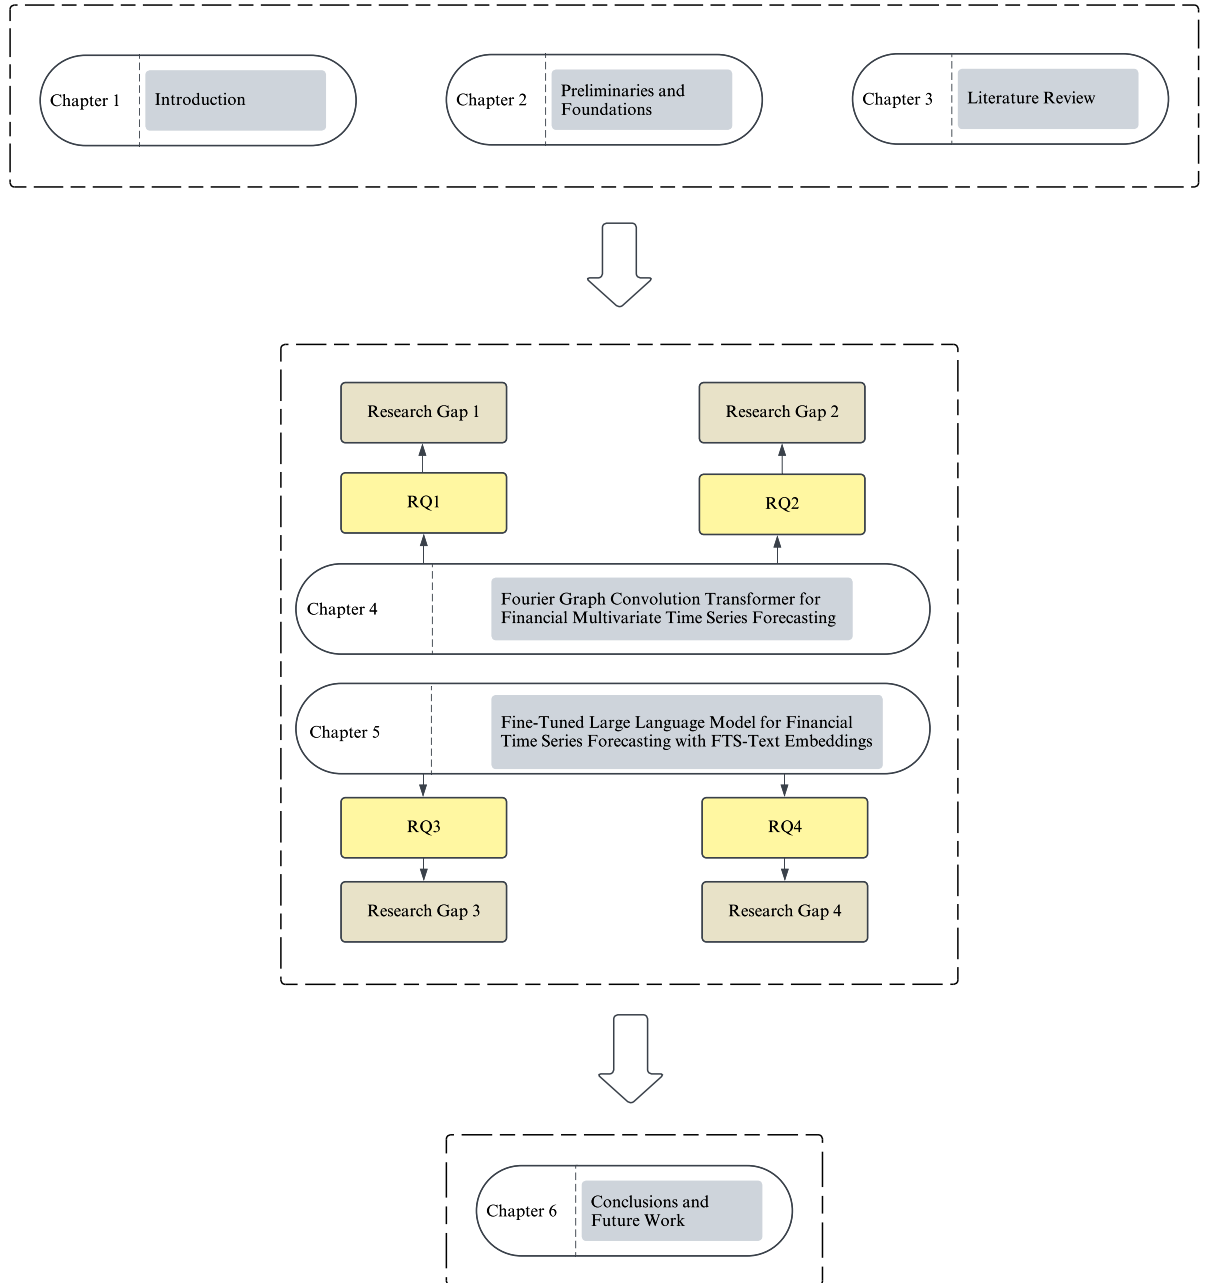 Chapter 1
Introduction
Chapter 2
Preliminaries and
Foundations
Chapter 3
Literature Review
Research Gap 1
Research Gap 2
RQ1
RQ2
Chapter 4
Fourier Graph Convolution Transformer for
Financial Multivariate Time Series Forecasting
Chapter 5
Fine-Tuned Large Language Model for Financial
Time Series Forecasting with FTS-Text Embeddings
RQ3
RQ4
Research Gap 3
Research Gap 4
Chapter 6
Conclusions and
Future Work